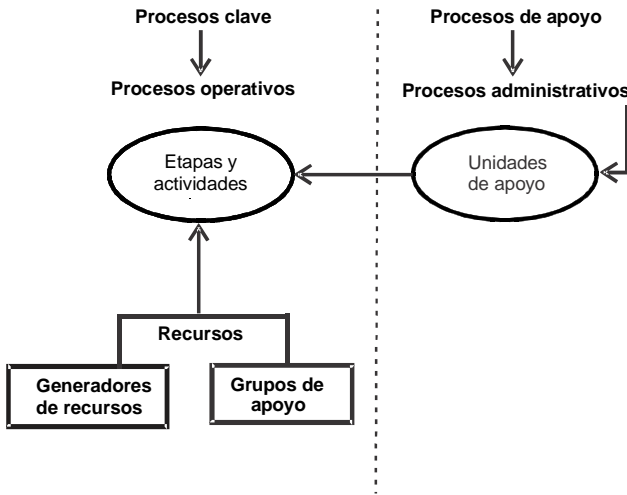 Procesos clave
Procesos de apoyo
Procesos operativos
Procesos administrativos
Etapas y
actividades
Unidades
de apoyo
Recursos
Generadores
de recursos
Grupos de
apoyo